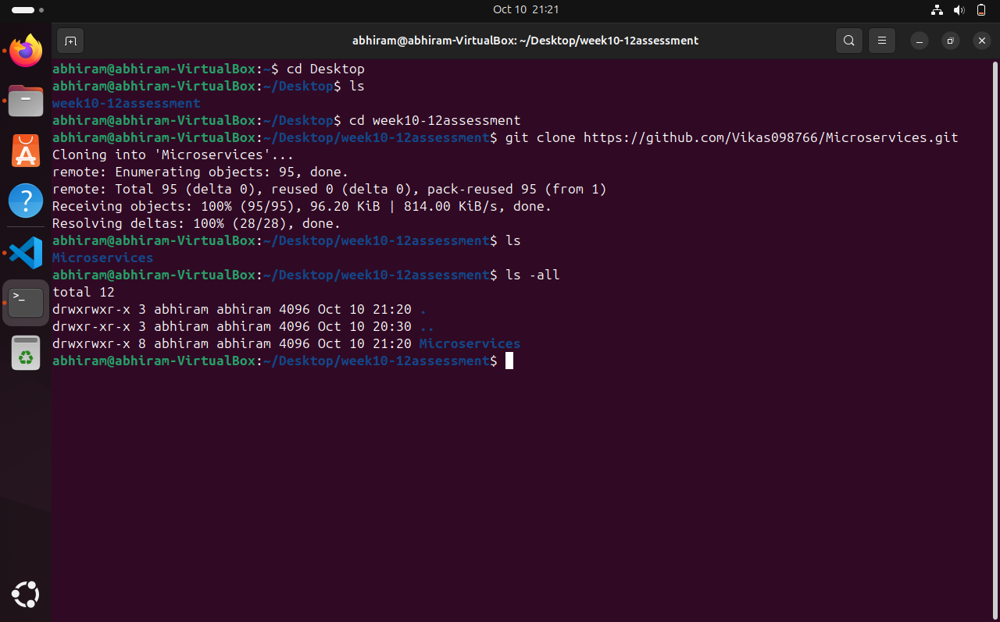 Oct 10 21:21
abhiram@abhiram-VirtualBox: ~/Desktop/week10-12assessment
abhiram@abhiram-VirtualBox:~$ cd Desktop
abhiram@abhiram-VirtualBox:~/Desktop$ ls
week10-12assessment
abhiram@abhiram-VirtualBox:~/Desktop$ cd week10-12assessment
abhiram@abhiram-VirtualBox:~/Desktop/week10-12assessment$ git clone https://github.com/Vikas098766/Microservices.git
Cloning into 'Microservices'...
remote: Enumerating objects: 95, done.
remote: Total 95 (delta 0), reused 0 (delta 0), pack-reused 95 (from 1)
Receiving objects: 100% (95/95), 96.20 KiB | 814.00 KiB/s, done.
Resolving deltas: 100% (28/28), done.
abhiram@abhiram-VirtualBox:~/Desktop/week10-12assessment$ ls
Microservices
abhiram@abhiram-VirtualBox:~/Desktop/week10-12assessment$ ls -all
total 12
drwxrwxr-x 3 abhiram abhiram 4096 Oct 10 21:20 .
drwxr-xr-x 3 abhiram abhiram 4096 Oct 10 20:30 ..
drwxrwxr-x 8 abhiram abhiram 4096 Oct 10 21:20 Microservices
abhiram@abhiram-VirtualBox:~/Desktop/week10-12assessment$